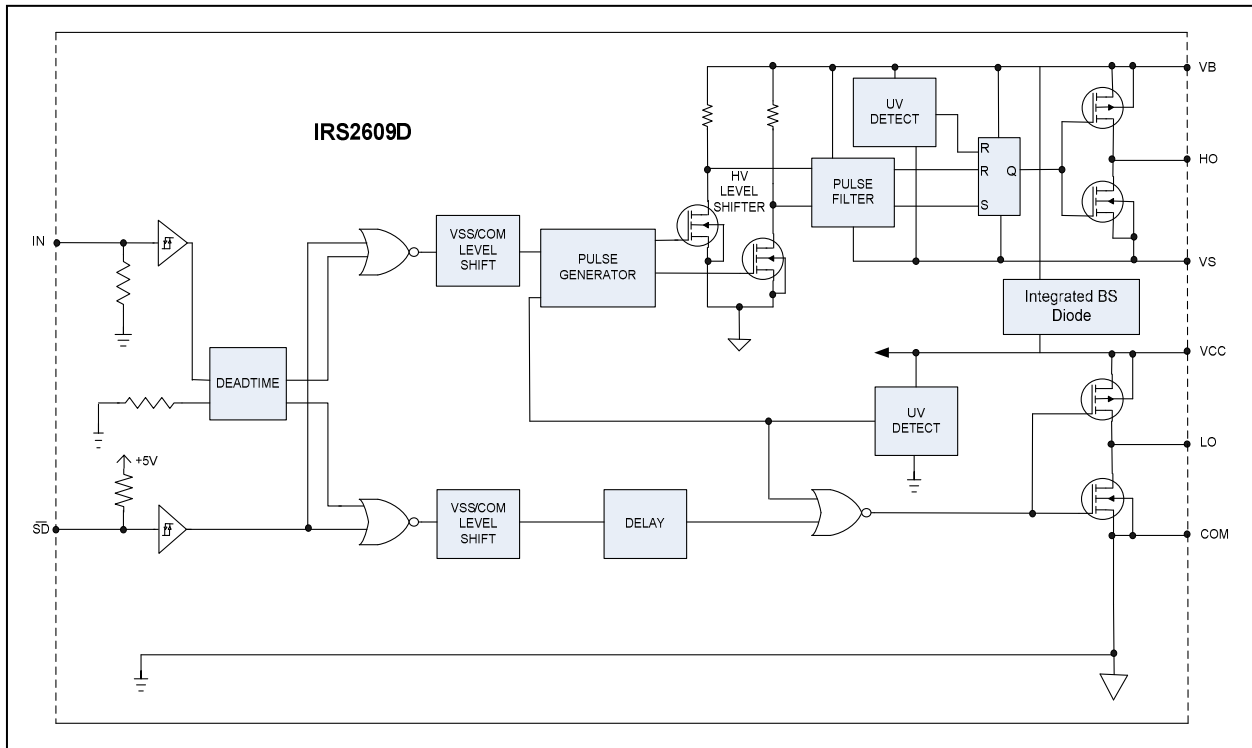 IRS2609D
VB
UV
DETECT
R
R
Q
S
HO
HV
LEVEL
SHIFTER
PULSE
FILTER
IN
VSS/COM
LEVEL
SHIFT
PULSE
GENERATOR
VS
Integrated BS
Diode
VCC
DEADTIME
UV
DETECT
LO
+5V
SD
VSS/COM
LEVEL
SHIFT
DELAY
COM